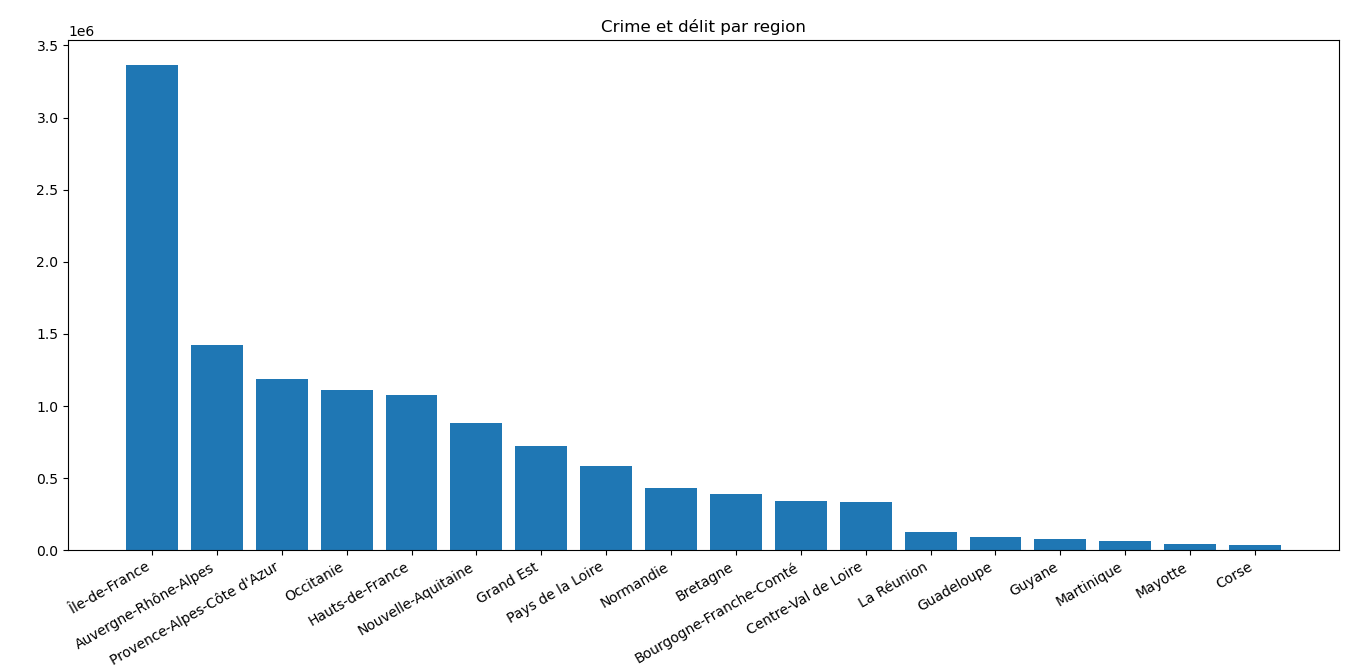 Crime et délit par region
1e6
3.5
3.0
2.5
2.0
1.5
1.0
0.5
0.0
Île-de-France
Auvergne-Rhône-Alpes
Provence-Alpes-Côte d'Azur
Occitanie
Hauts-de-France
Nouvelle-Aquitaine
Grand Est
Pays de la Loire
Normandie
Bretagne
Bourgogne-Franche-Comté
Centre-Val de Loire
La Réunion
Guadeloupe
Guyane
Martinique
Mayotte
Corse